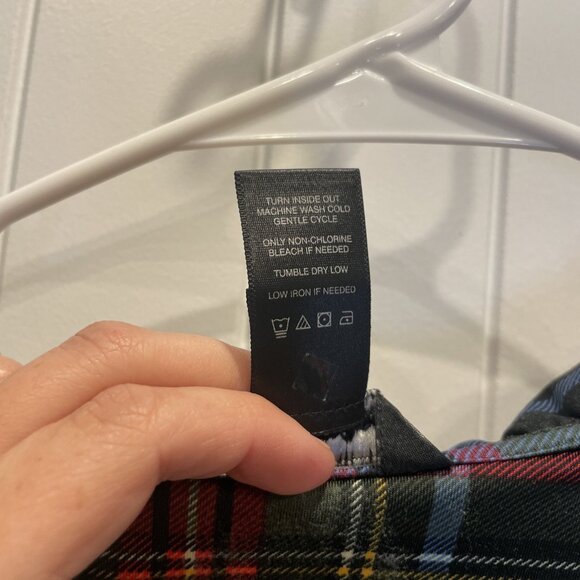 TURN INSIDE OUT
MACHINE WASH COLD
GENTLE CYCLE
ONLY NON-CHLORINE
BLEACH IF NEEDED
TUMBLE DRY LOW
LOW IRON IF NEEDED